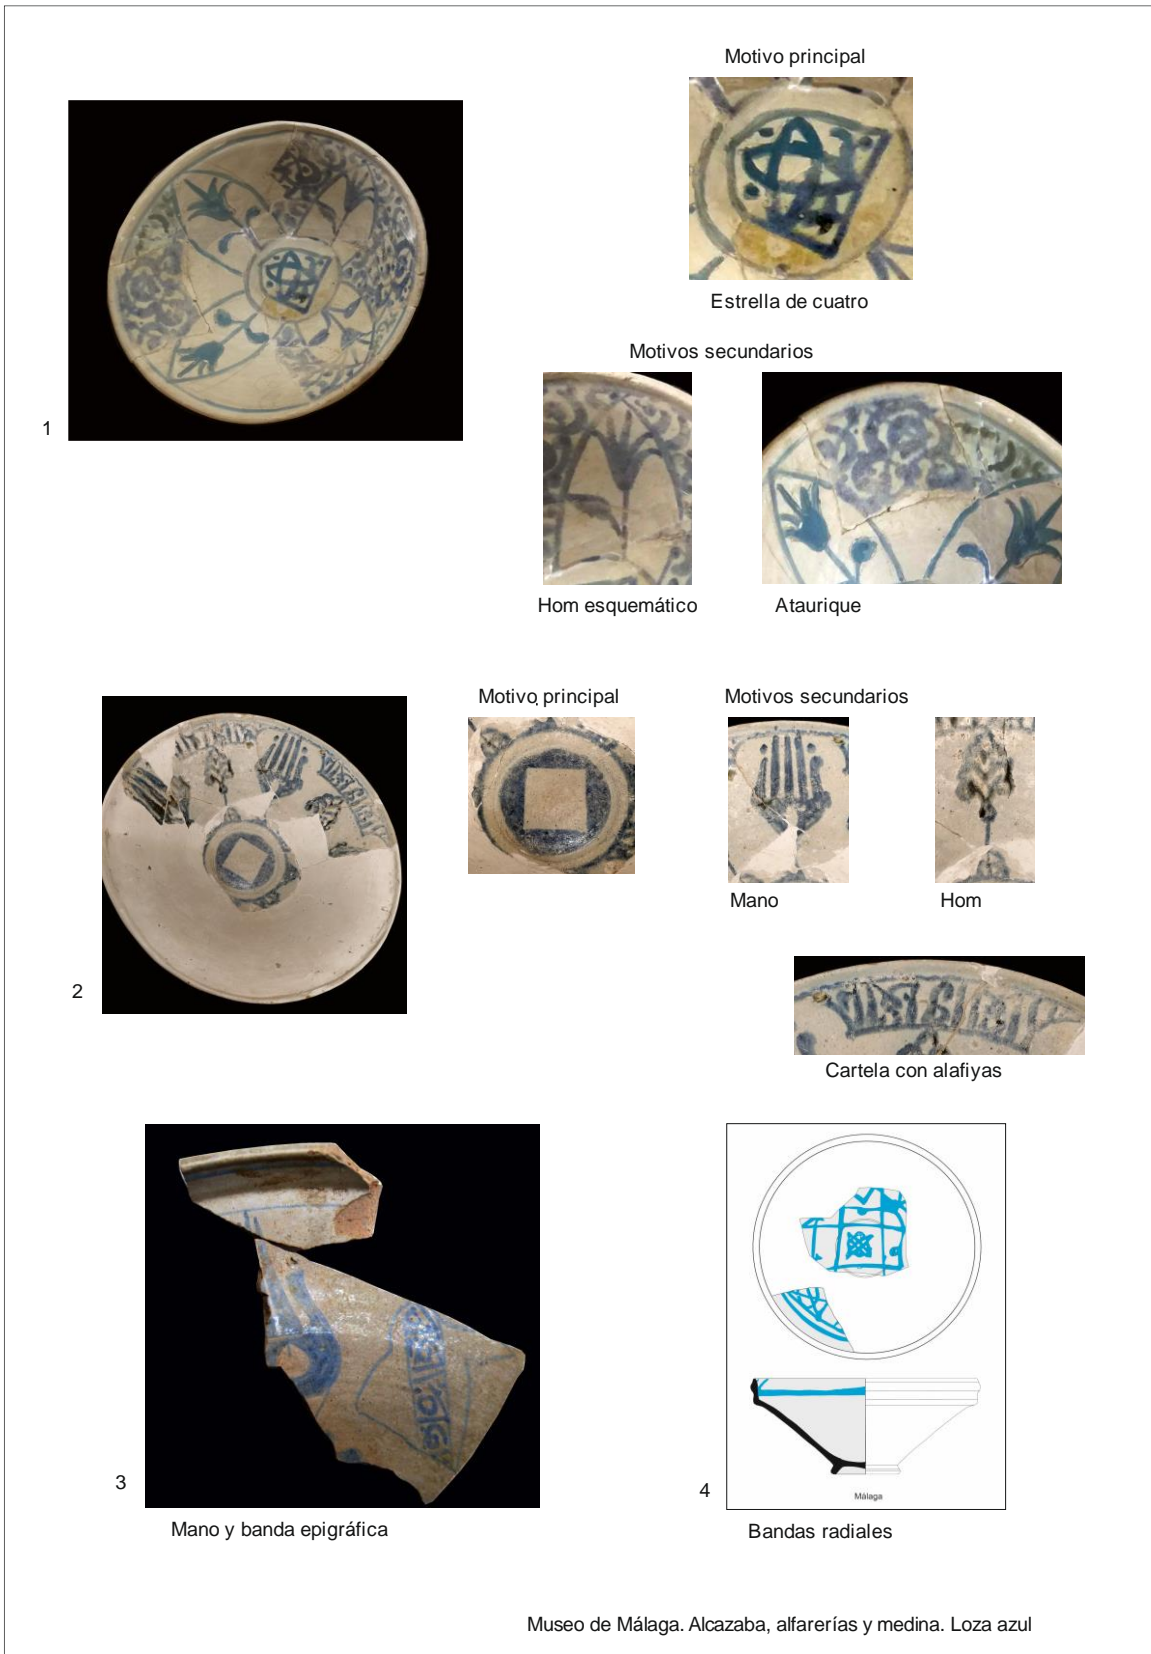 Motivo principal
Estrella de cuatro
Motivos secundarios
1
Hom esquemático
Ataurique
Motivo principal
Motivos secundarios
Mano
Hom
2
Cartela con alafiyas
3
Mano y banda epigráfica
4
Málaga
Bandas radiales
Museo de Málaga. Alcazaba, alfarerías y medina. Loza azul